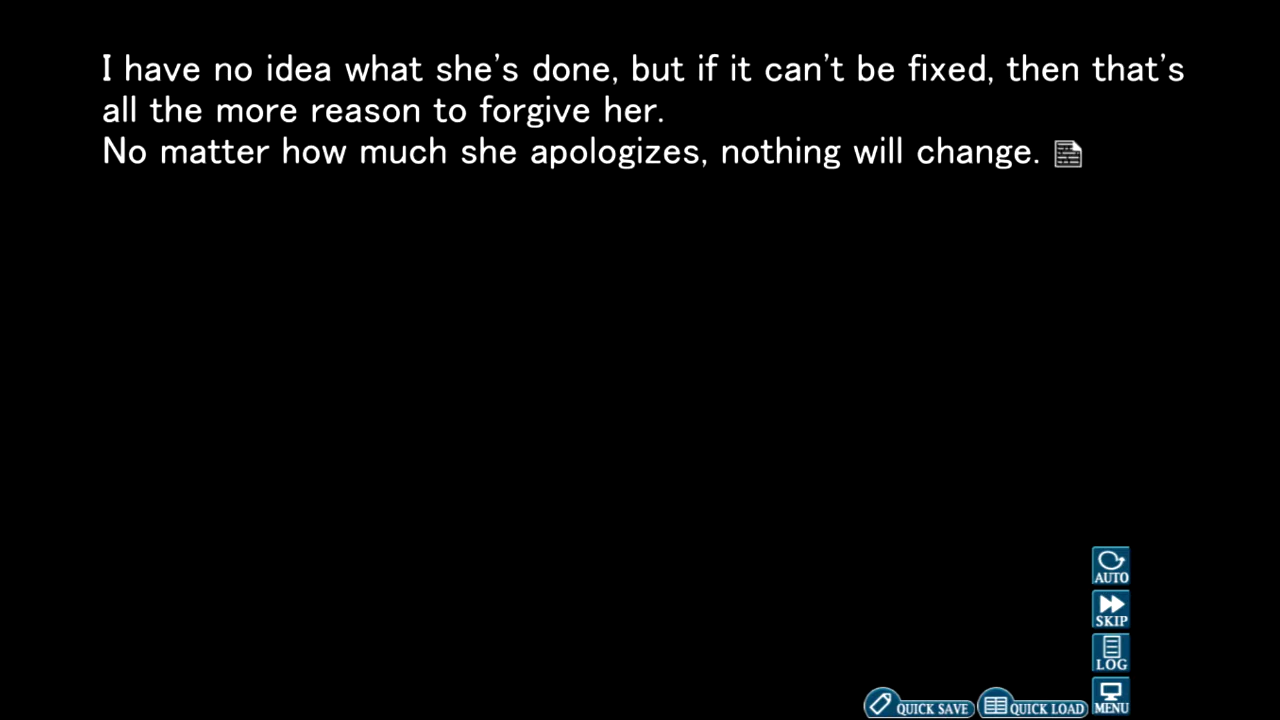 I have no idea what she's done, but if it can't be fixed, then that's
all the more reason to forgive her.
No matter how much she apologizes, nothing will change.
AUTO
SKIP
LOG
QUICK SAVE
QUICK LOAD
MENU